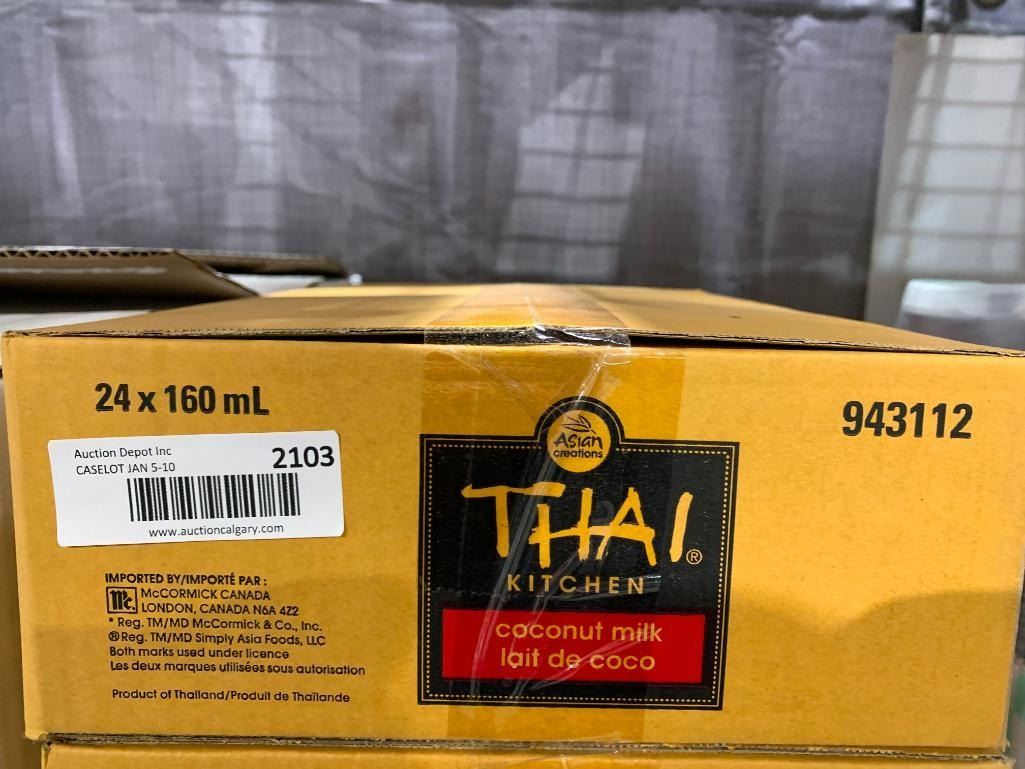 24 x 160 mL
943112
Auction Depot Inc
CASELOT JAN 5-10
2103
www.auctioncalgary.com
IMPORTED BY/IMPORTÉ PAR :
Mc.
McCORMICK CANADA
LONDON, CANADA N6A 4Z2
* Reg. TM/MD McCormick & Co., Inc.
®Reg. TM/MD Simply Asia Foods, LLC
Both marks used under licence
Les deux marques utilisées sous autorisation
Product of Thailand/Produit de Thaïlande
Asian
creations
THAI®
KITCHEN
coconut milk
lait de coco